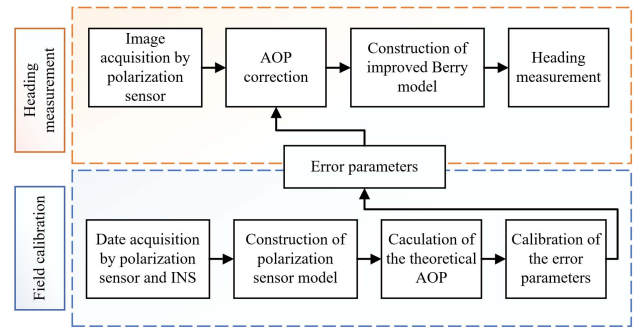 Heading
measurement
Image
acquisition by
polarization
sensor
AOP
correction
Construction of
improved Berry
model
Heading
measurement
Error parameters
Field calibration
Date acquisition
by polarization
sensor and INS
Construction of
polarization
sensor model
Caculation of
the theoretical
AOP
Calibration of
the error
parameters